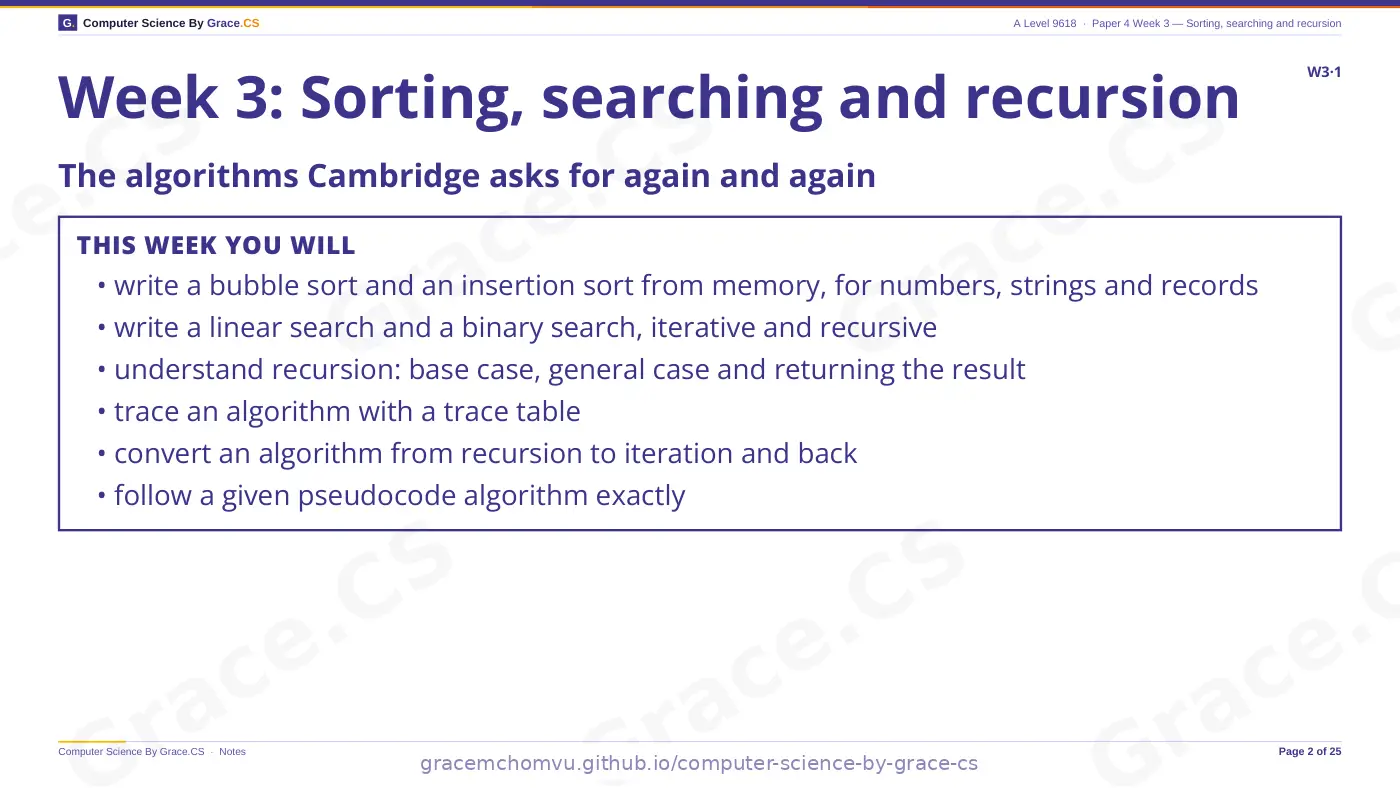 G. Computer Science By Grace.CS
A Level 9618 · Paper 4 Week 3 — Sorting, searching and recursion
W3·1
Week 3: Sorting, searching and recursion
The algorithms Cambridge asks for again and again
THIS WEEK YOU WILL
• write a bubble sort and an insertion sort from memory, for numbers, strings and records
• write a linear search and a binary search, iterative and recursive
• understand recursion: base case, general case and returning the result
• trace an algorithm with a trace table
• convert an algorithm from recursion to iteration and back
• follow a given pseudocode algorithm exactly
Computer Science By Grace.CS · Notes
Page 2 of 25
gracemchomvu.github.io/computer-science-by-grace-cs
Grace.CS